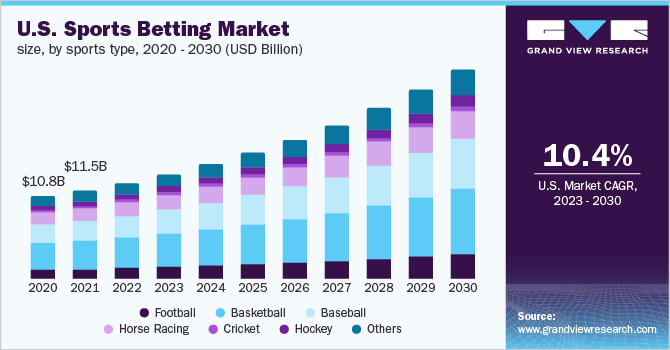 U.S. Sports Betting Market
size, by sports type, 2020 - 2030 (USD Billion)
$10.8B
$11.5B
2020 2021 2022 2023 2024 2025 2026 2027 2028 2029 2030
Football Basketball Baseball
Horse Racing Cricket Hockey Others
GRAND VIEW RESEARCH
10.4%
U.S. Market CAGR,
2023 - 2030
Source:
www.grandviewresearch.com